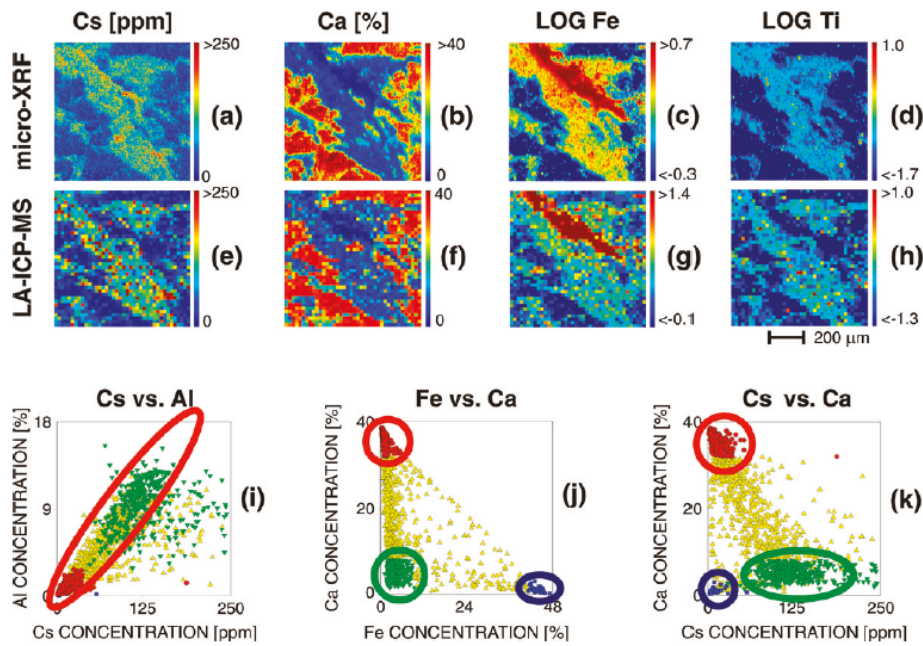 Cs [ppm] Ca [%] LOG Fe LOG Ti
micro-XRF
>250 >40 >0.7 1.0
(a) (b) (c) (d)
0 0 <-0.3 <-1.7
LA-ICP-MS
>250 40 >1.4 >1.0
(e) (f) (g) (h)
0 0 <-0.1 <-1.3
200 µm
Cs vs. Al
Al CONCENTRATION [%]
18
9
0
0 125 250
Cs CONCENTRATION [ppm]
(i)
Fe vs. Ca
Ca CONCENTRATION [%]
40
20
0
0 24 48
Fe CONCENTRATION [%]
(j)
Cs vs. Ca
Ca CONCENTRATION [%]
40
20
0
0 125 250
Cs CONCENTRATION [ppm]
(k)